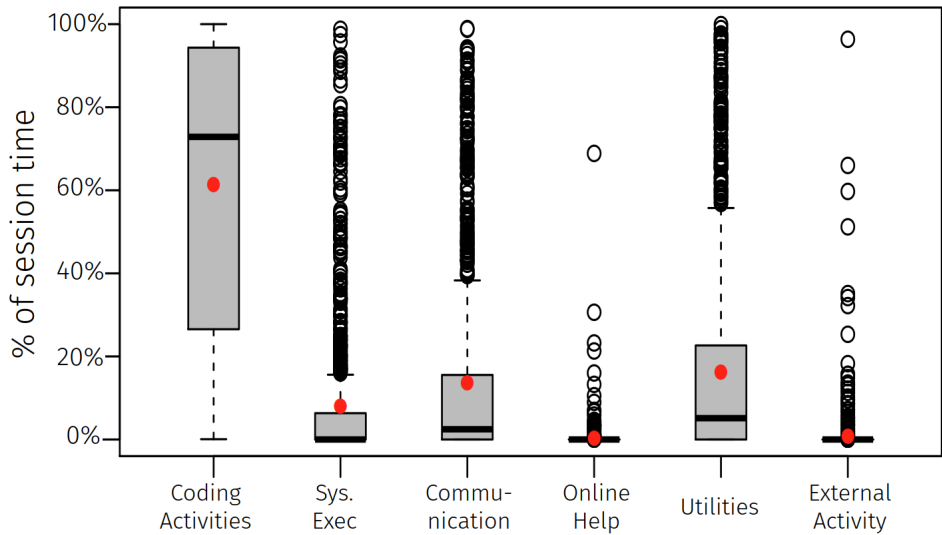 % of session time
100%
80%
60%
40%
20%
0%
Coding
Activities
Sys.
Exec
Commu-
nication
Online
Help
Utilities
External
Activity